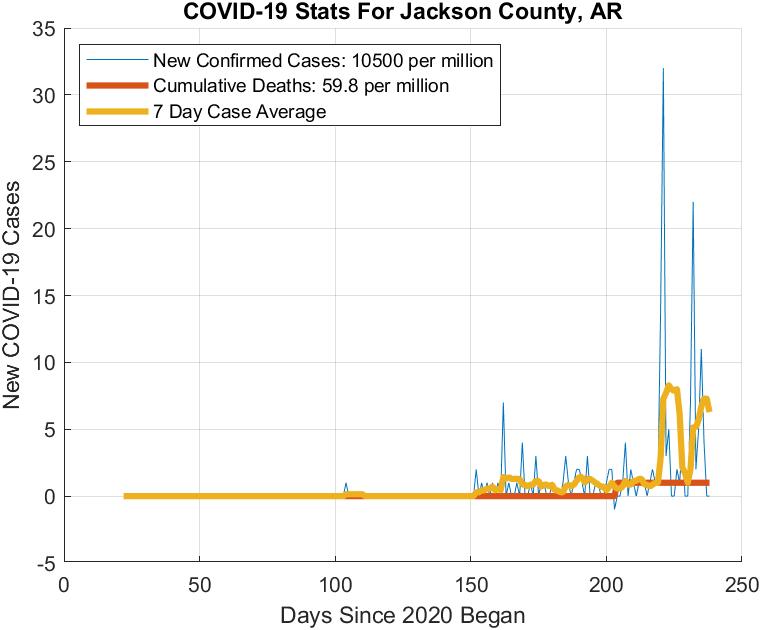 COVID-19 Stats For Jackson County, AR
New Confirmed Cases: 10500 per million
Cumulative Deaths: 59.8 per million
7 Day Case Average
35
30
25
20
15
10
5
0
-5
New COVID-19 Cases
0 50 100 150 200 250
Days Since 2020 Began